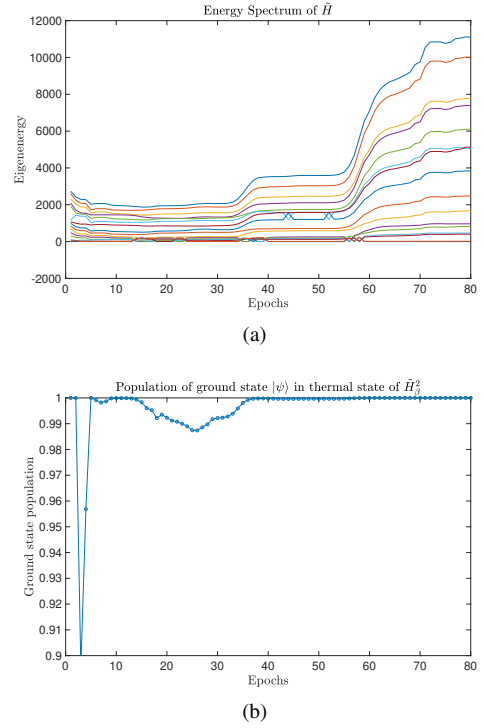 Energy Spectrum of H̃
12000
10000
8000
6000
4000
2000
0
-2000
Eigenenergy
0 10 20 30 40 50 60 70 80
Epochs
(a)
Population of ground state |ψ⟩ in thermal state of H̃²_β
1
0.99
0.98
0.97
0.96
0.95
0.94
0.93
0.92
0.91
0.9
Ground state population
0 10 20 30 40 50 60 70 80
Epochs
(b)